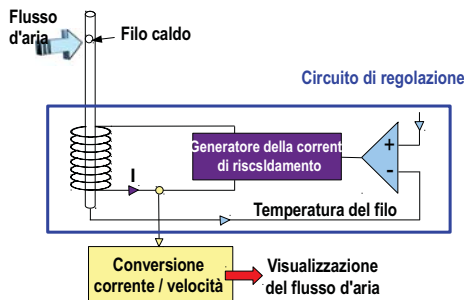 Flusso
d'aria
Filo caldo
Circuito di regolazione
Generatore della corrent
di riscsldamento
+
-
I
Temperatura del filo
Conversione
corrente / velocità
Visualizzazione
del flusso d'aria